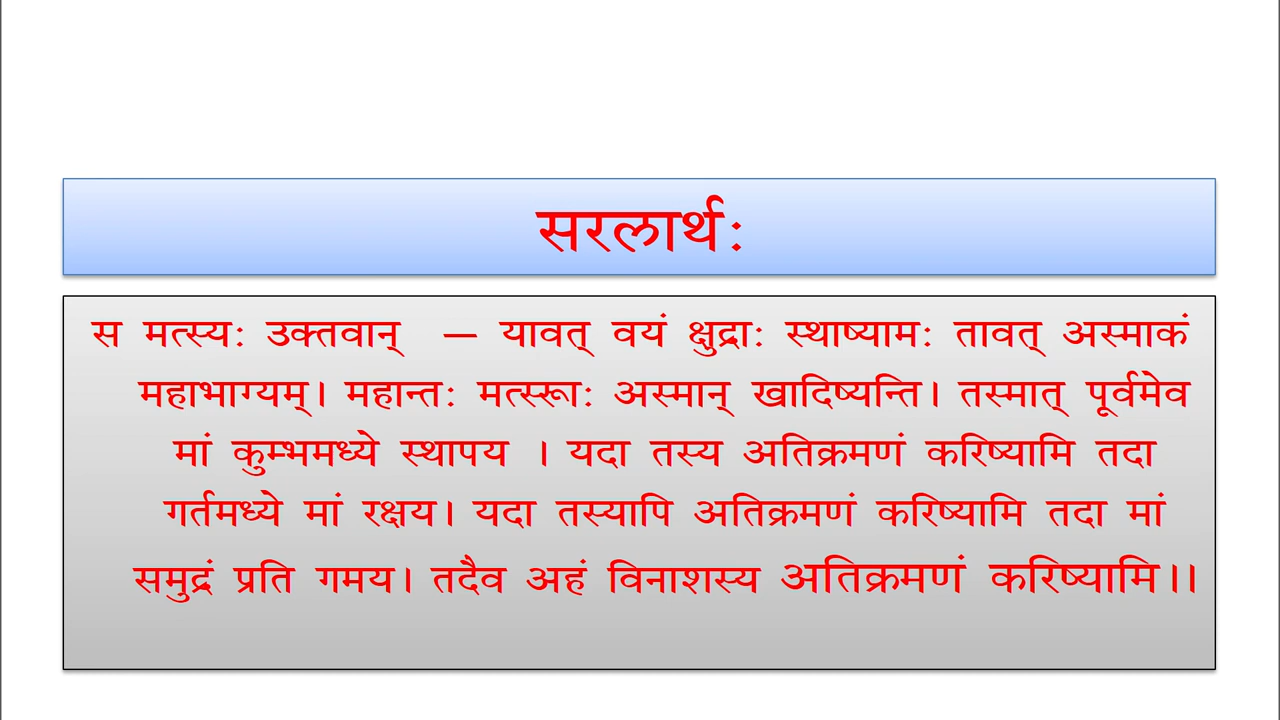 सरलार्थः
स मत्स्यः उक्तवान् – यावत् वयं क्षुद्राः स्थाष्यामः तावत् अस्माकं
महाभाग्यम्। महान्तः मत्स्रूाः अस्मान् खादिष्यन्ति। तस्मात् पूर्वमेव
मां कुम्भमध्ये स्थापय । यदा तस्य अतिक्रमणं करिष्यामि तदा
गर्तमध्ये मां रक्षय। यदा तस्यापि अतिक्रमणं करिष्यामि तदा मां
समुद्रं प्रति गमय। तदैव अहं विनाशस्य अतिक्रमणं करिष्यामि।।